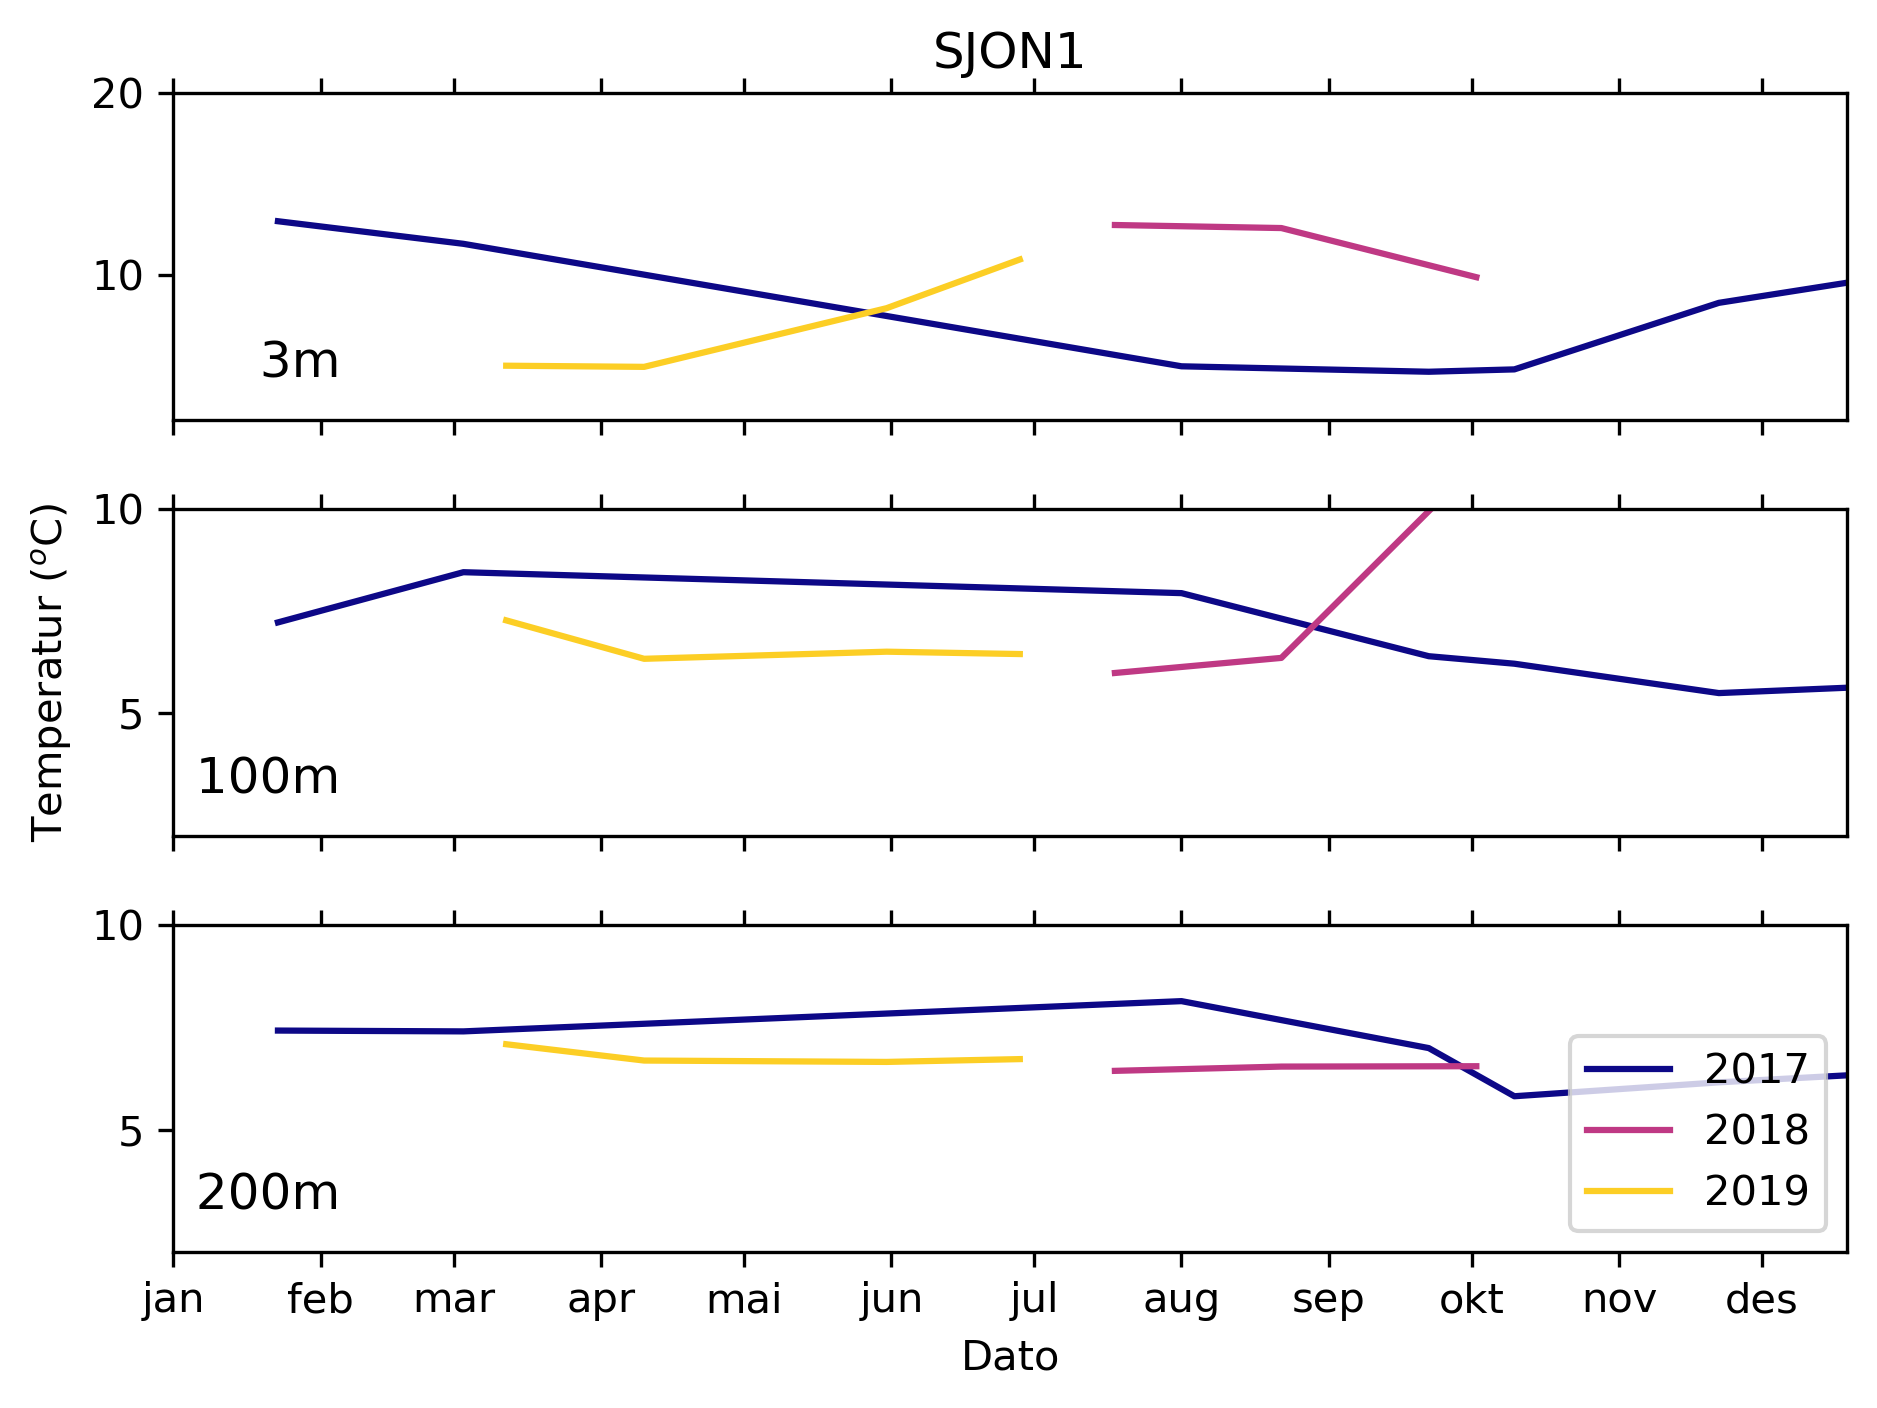 SJON1
20
10
3m
Temperatur (°C)
10
5
100m
10
5
200m
2017
2018
2019
jan feb mar apr mai jun jul aug sep okt nov des
Dato